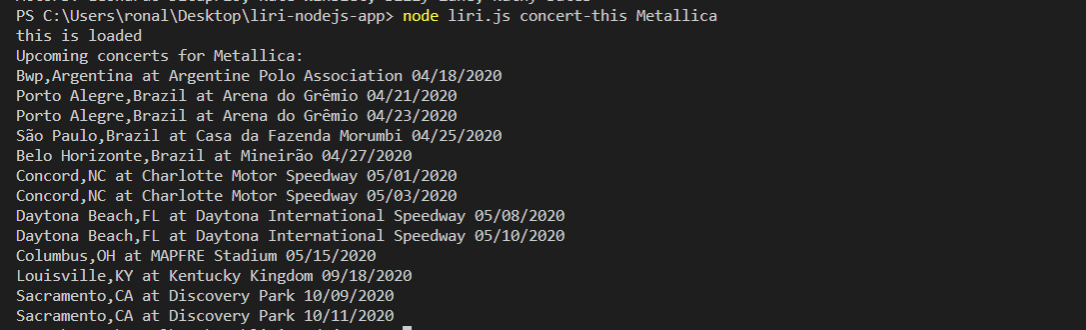 PS C:\Users\ronal\Desktop\liri-nodejs-app> node liri.js concert-this Metallica
this is loaded
Upcoming concerts for Metallica:
Bwp,Argentina at Argentine Polo Association 04/18/2020
Porto Alegre,Brazil at Arena do Grêmio 04/21/2020
Porto Alegre,Brazil at Arena do Grêmio 04/23/2020
São Paulo,Brazil at Casa da Fazenda Morumbi 04/25/2020
Belo Horizonte,Brazil at Mineirão 04/27/2020
Concord,NC at Charlotte Motor Speedway 05/01/2020
Concord,NC at Charlotte Motor Speedway 05/03/2020
Daytona Beach,FL at Daytona International Speedway 05/08/2020
Daytona Beach,FL at Daytona International Speedway 05/10/2020
Columbus,OH at MAPFRE Stadium 05/15/2020
Louisville,KY at Kentucky Kingdom 09/18/2020
Sacramento,CA at Discovery Park 10/09/2020
Sacramento,CA at Discovery Park 10/11/2020